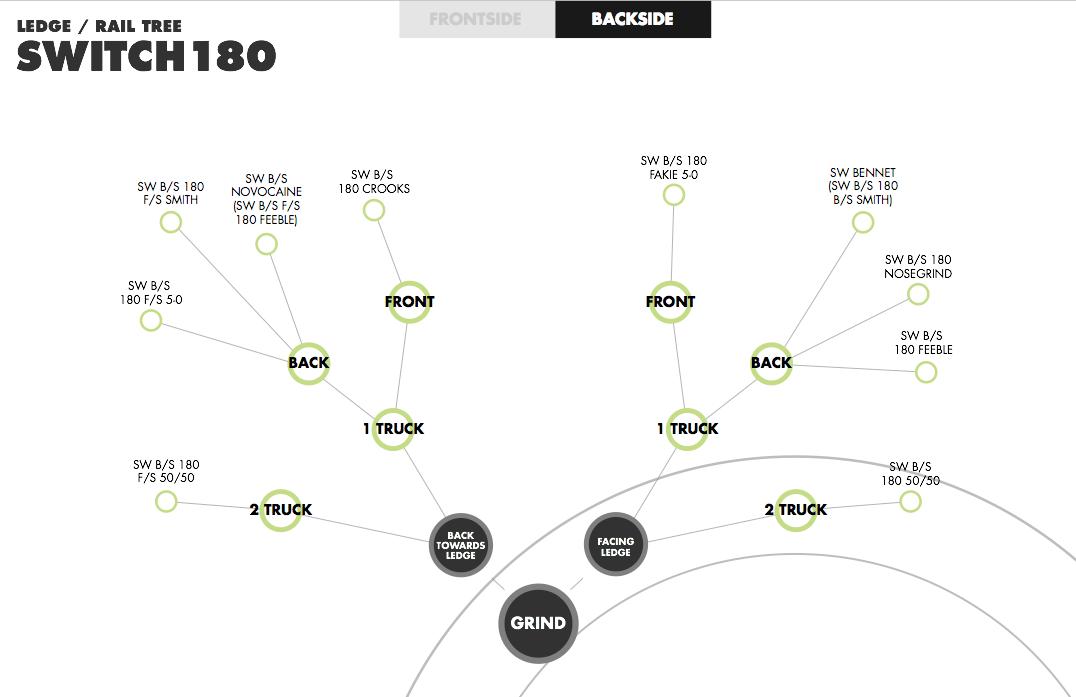 LEDGE / RAIL TREE
SWITCH 180
FRONTSIDE
BACKSIDE
SW B/S 180
F/S SMITH
SW B/S
NOVOCAINE
(SW B/S F/S
180 FEEBLE)
SW B/S
180 CROOKS
SW B/S
180 F/S 5-0
BACK
FRONT
1 TRUCK
SW B/S 180
F/S 50/50
2 TRUCK
BACK
TOWARDS
LEDGE
SW B/S 180
FAKIE 5-0
SW BENNET
(SW B/S 180
B/S SMITH)
SW B/S 180
NOSEGRIND
SW B/S
180 FEEBLE
FRONT
BACK
1 TRUCK
SW B/S
180 50/50
2 TRUCK
FACING
LEDGE
GRIND